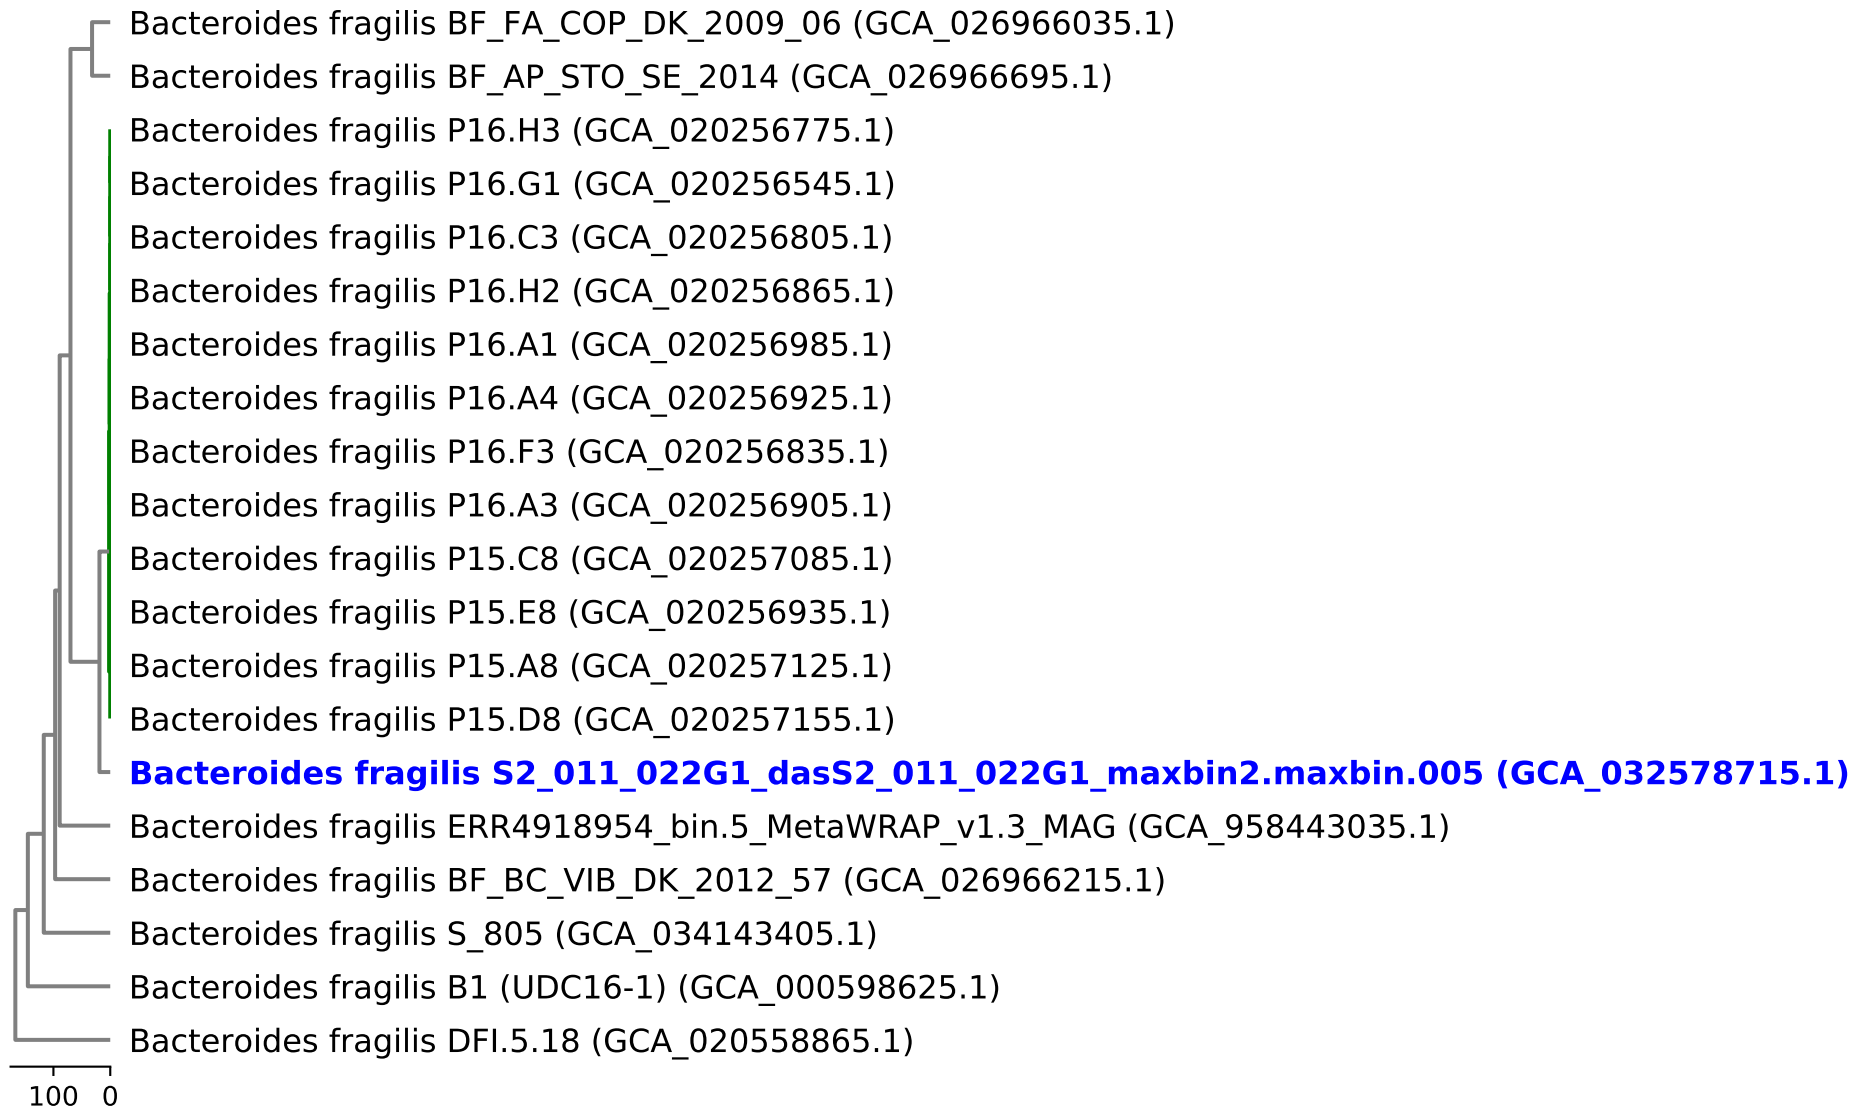 Bacteroides fragilis BF_FA_COP_DK_2009_06 (GCA_026966035.1)
Bacteroides fragilis BF_AP_STO_SE_2014 (GCA_026966695.1)
Bacteroides fragilis P16.H3 (GCA_020256775.1)
Bacteroides fragilis P16.G1 (GCA_020256545.1)
Bacteroides fragilis P16.C3 (GCA_020256805.1)
Bacteroides fragilis P16.H2 (GCA_020256865.1)
Bacteroides fragilis P16.A1 (GCA_020256985.1)
Bacteroides fragilis P16.A4 (GCA_020256925.1)
Bacteroides fragilis P16.F3 (GCA_020256835.1)
Bacteroides fragilis P16.A3 (GCA_020256905.1)
Bacteroides fragilis P15.C8 (GCA_020257085.1)
Bacteroides fragilis P15.E8 (GCA_020256935.1)
Bacteroides fragilis P15.A8 (GCA_020257125.1)
Bacteroides fragilis P15.D8 (GCA_020257155.1)
Bacteroides fragilis S2_011_022G1_dasS2_011_022G1_maxbin2.maxbin.005 (GCA_032578715.1)
Bacteroides fragilis ERR4918954_bin.5_MetaWRAP_v1.3_MAG (GCA_958443035.1)
Bacteroides fragilis BF_BC_VIB_DK_2012_57 (GCA_026966215.1)
Bacteroides fragilis S_805 (GCA_034143405.1)
Bacteroides fragilis B1 (UDC16-1) (GCA_000598625.1)
Bacteroides fragilis DFI.5.18 (GCA_020558865.1)
100 0